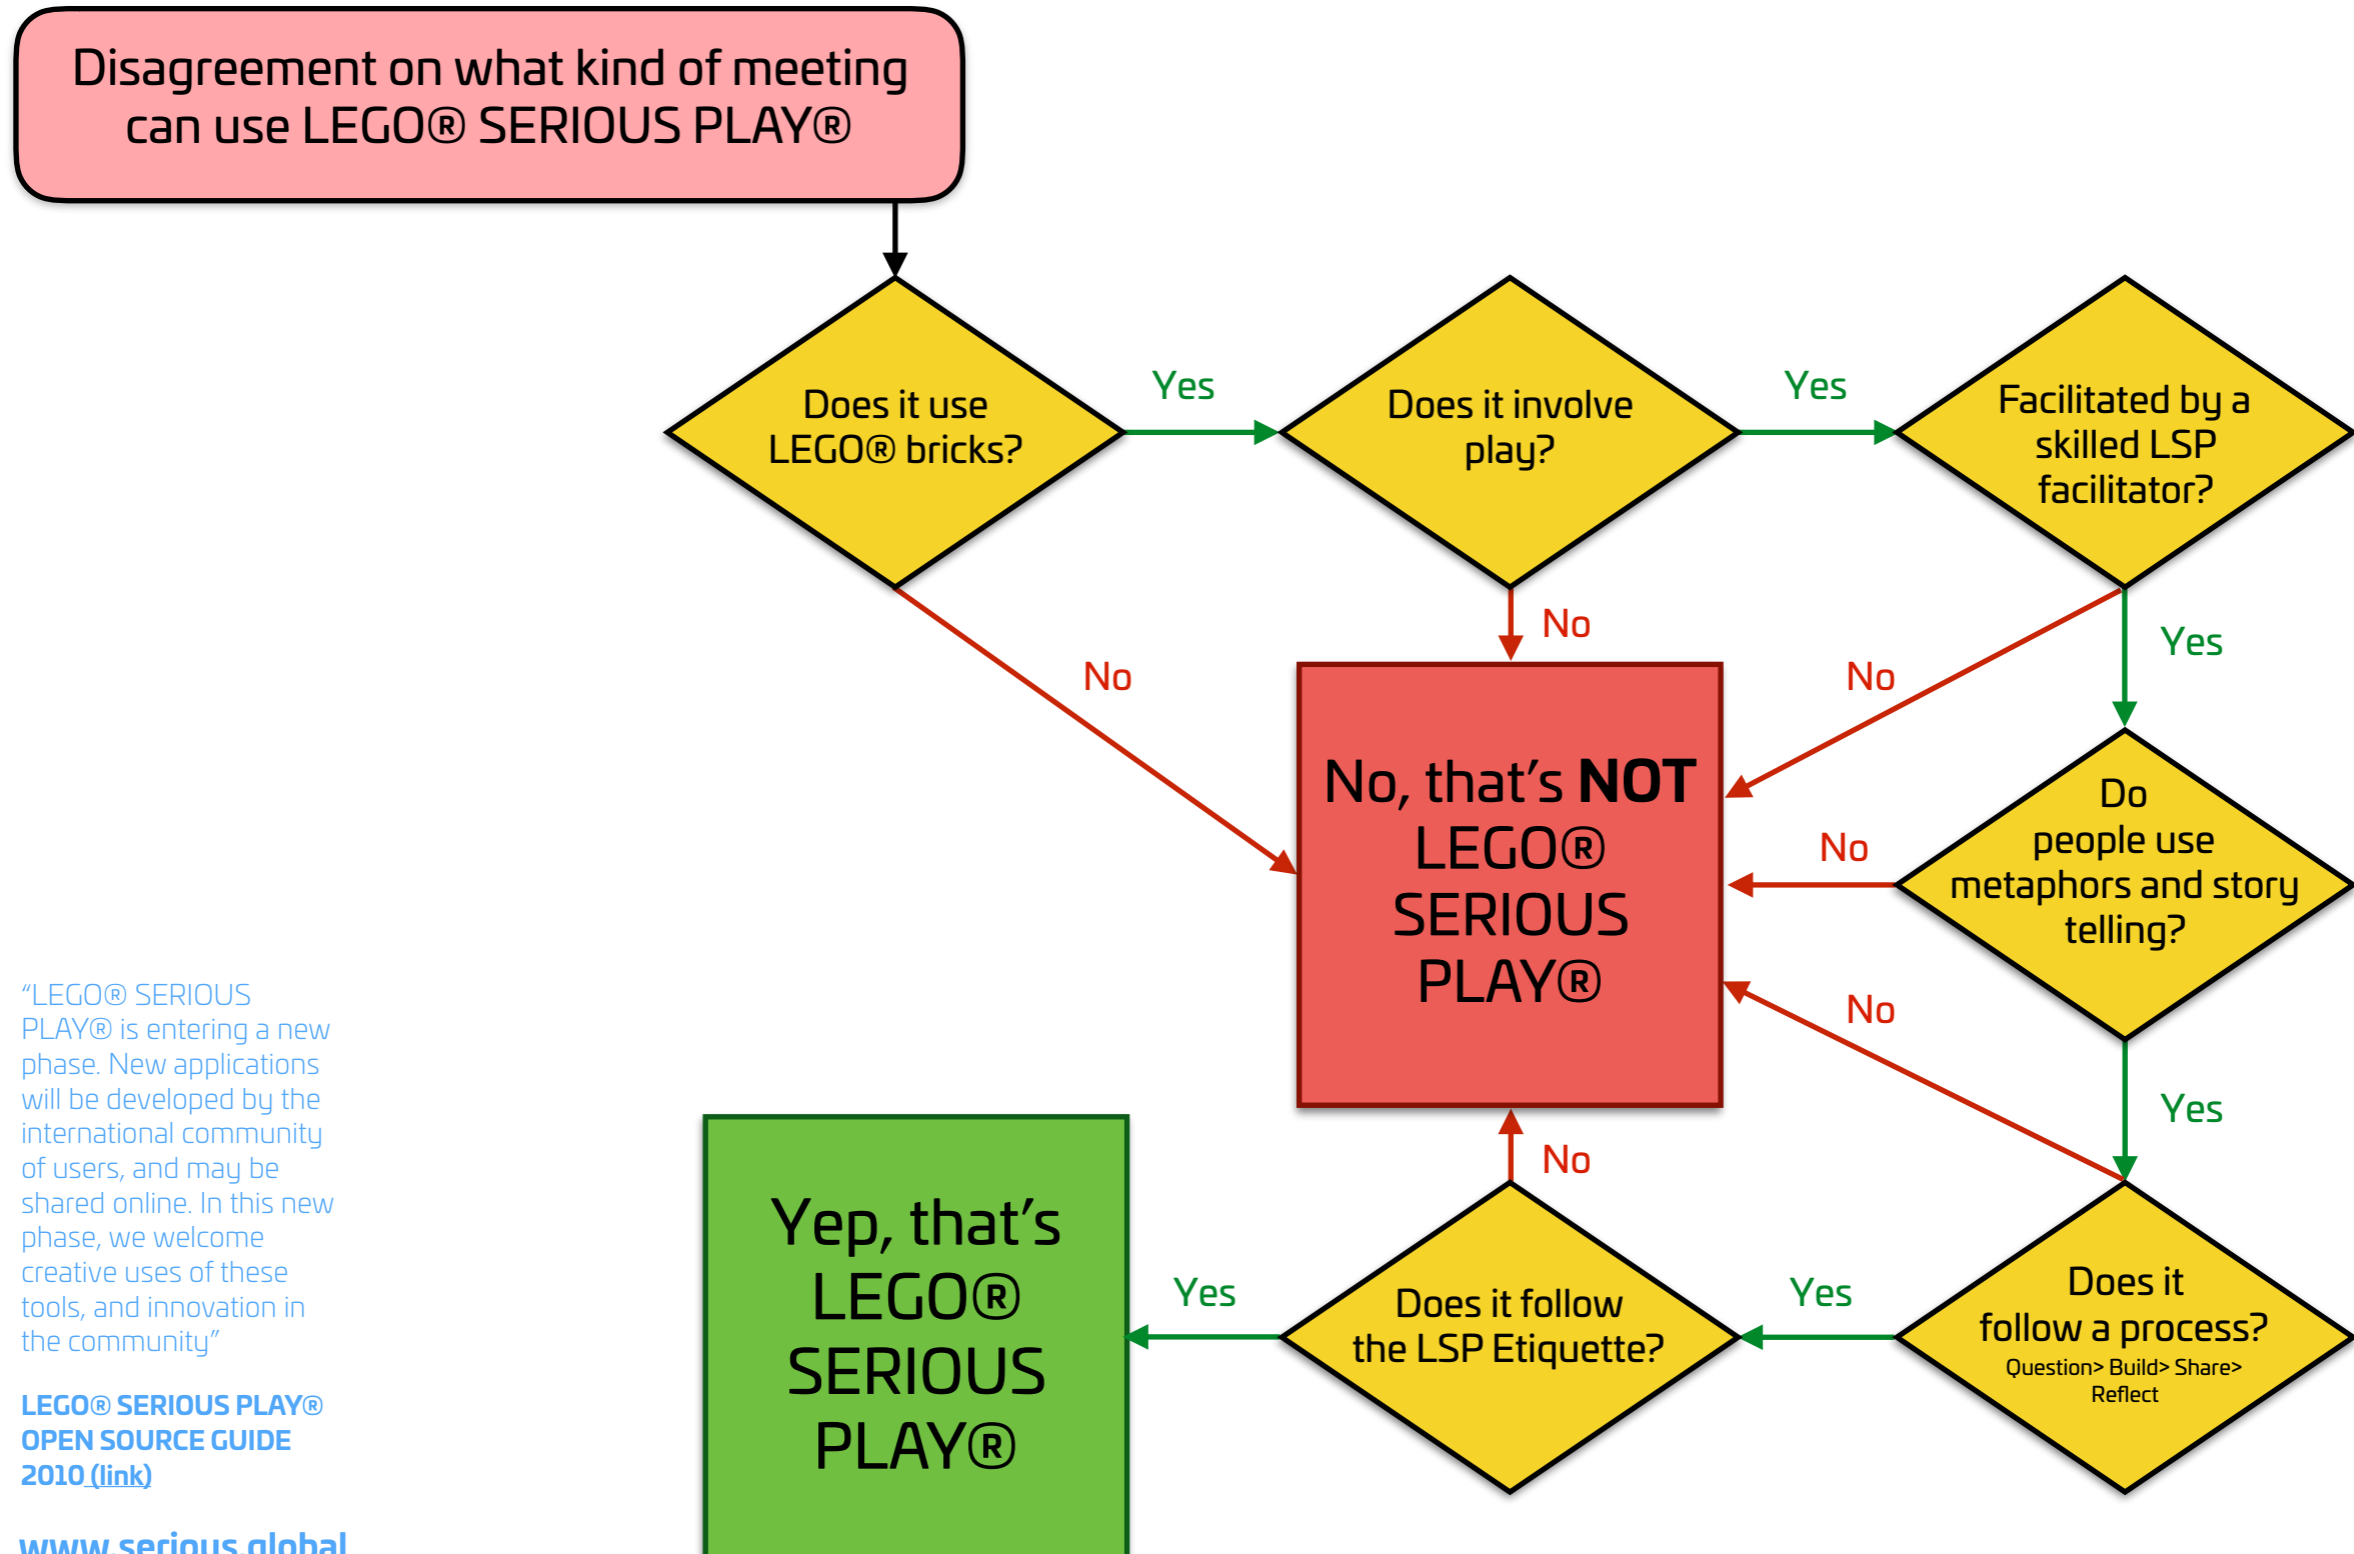 Disagreement on what kind of meeting
can use LEGO® SERIOUS PLAY®
Does it use
LEGO® bricks?
Yes
Does it involve
play?
Yes
Facilitated by a
skilled LSP
facilitator?
No
No
No
Yes
No, that's NOT
LEGO®
SERIOUS
PLAY®
Do
people use
metaphors and story
telling?
No
No
Yes
Does it
follow a process?
Question> Build> Share>
Reflect
Yes
Does it follow
the LSP Etiquette?
No
Yes
Yep, that's
LEGO®
SERIOUS
PLAY®
“LEGO® SERIOUS
PLAY® is entering a new
phase. New applications
will be developed by the
international community
of users, and may be
shared online. In this new
phase, we welcome
creative uses of these
tools, and innovation in
the community”
LEGO® SERIOUS PLAY®
OPEN SOURCE GUIDE
2010 (link)
www.serious.global